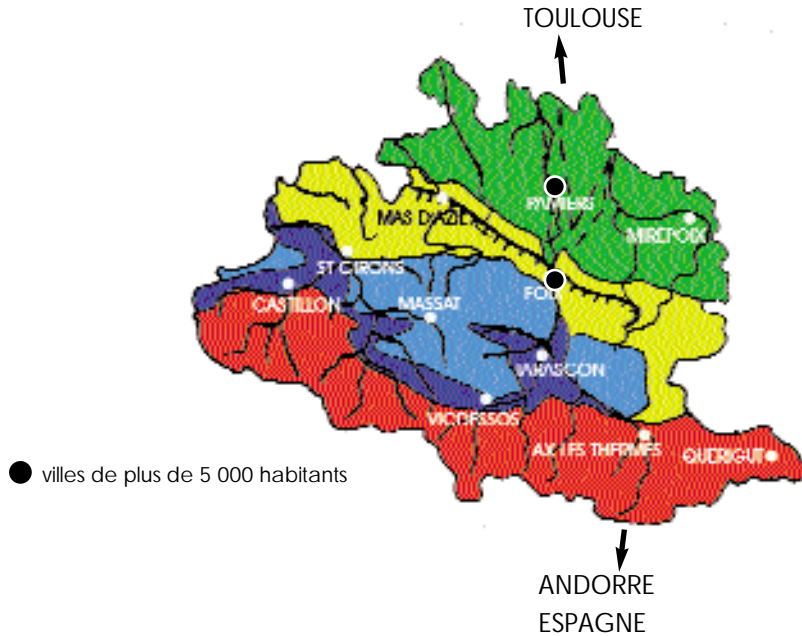 TOULOUSE
PAMIERS
MAS D'AZIL
MIREPOIX
ST GIRONS
FOIX
CASTILLON
MASSAT
TARASCON
VICDESSOS
AX LES THERMES
QUERIGUT
villes de plus de 5 000 habitants
ANDORRE
ESPAGNE